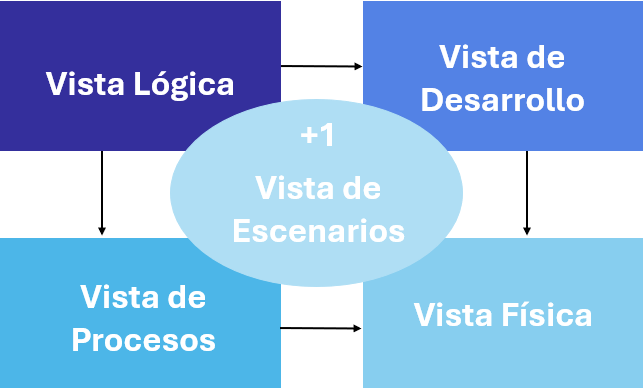 Vista Lógica
Vista de
Desarrollo
+1
Vista de
Escenarios
Vista de
Procesos
Vista Física